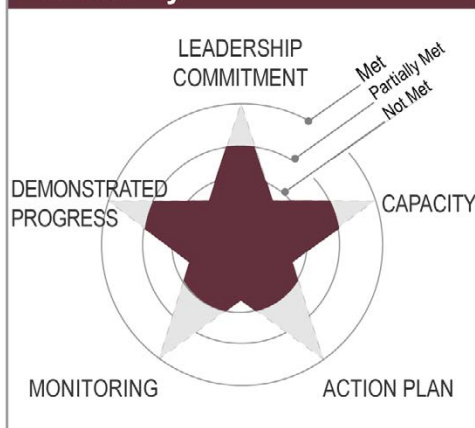 LEADERSHIP
COMMITMENT
Met
Partially Met
Not Met
DEMONSTRATED
PROGRESS
CAPACITY
MONITORING
ACTION PLAN